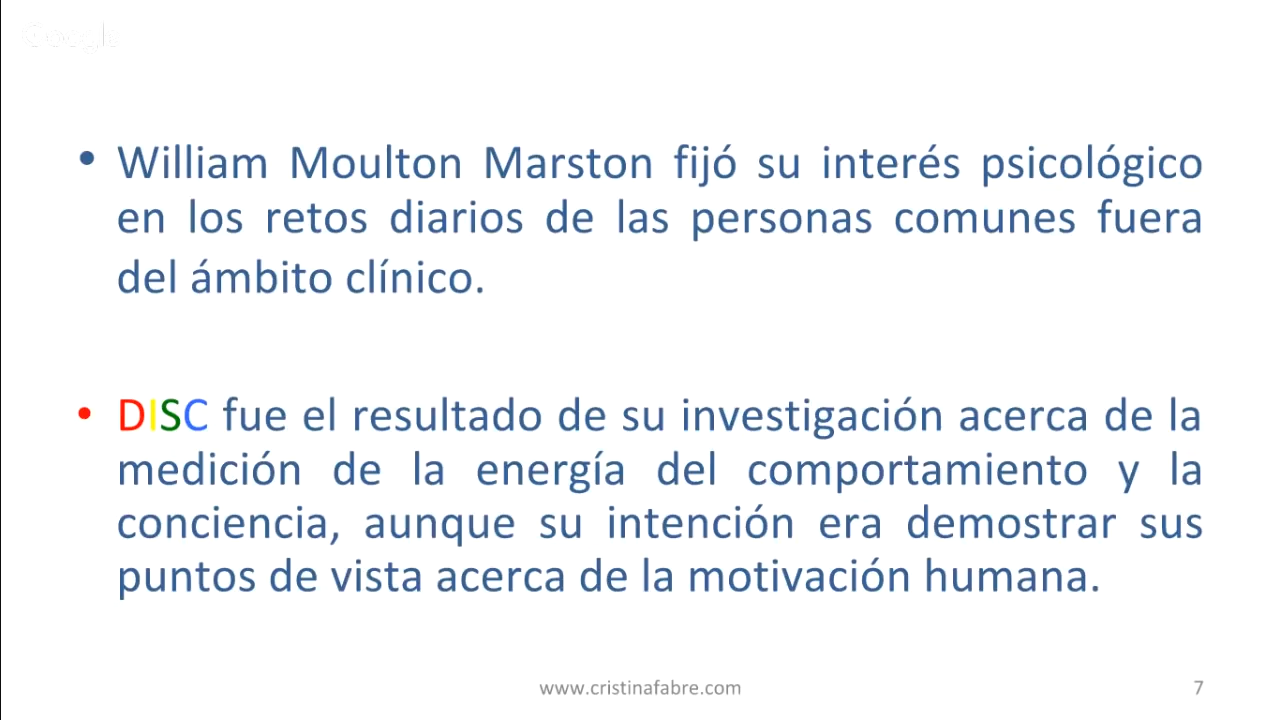 • William Moulton Marston fijó su interés psicológico
en los retos diarios de las personas comunes fuera
del ámbito clínico.
• DISC fue el resultado de su investigación acerca de la
medición de la energía del comportamiento y la
conciencia, aunque su intención era demostrar sus
puntos de vista acerca de la motivación humana.
www.cristinafabre.com
7